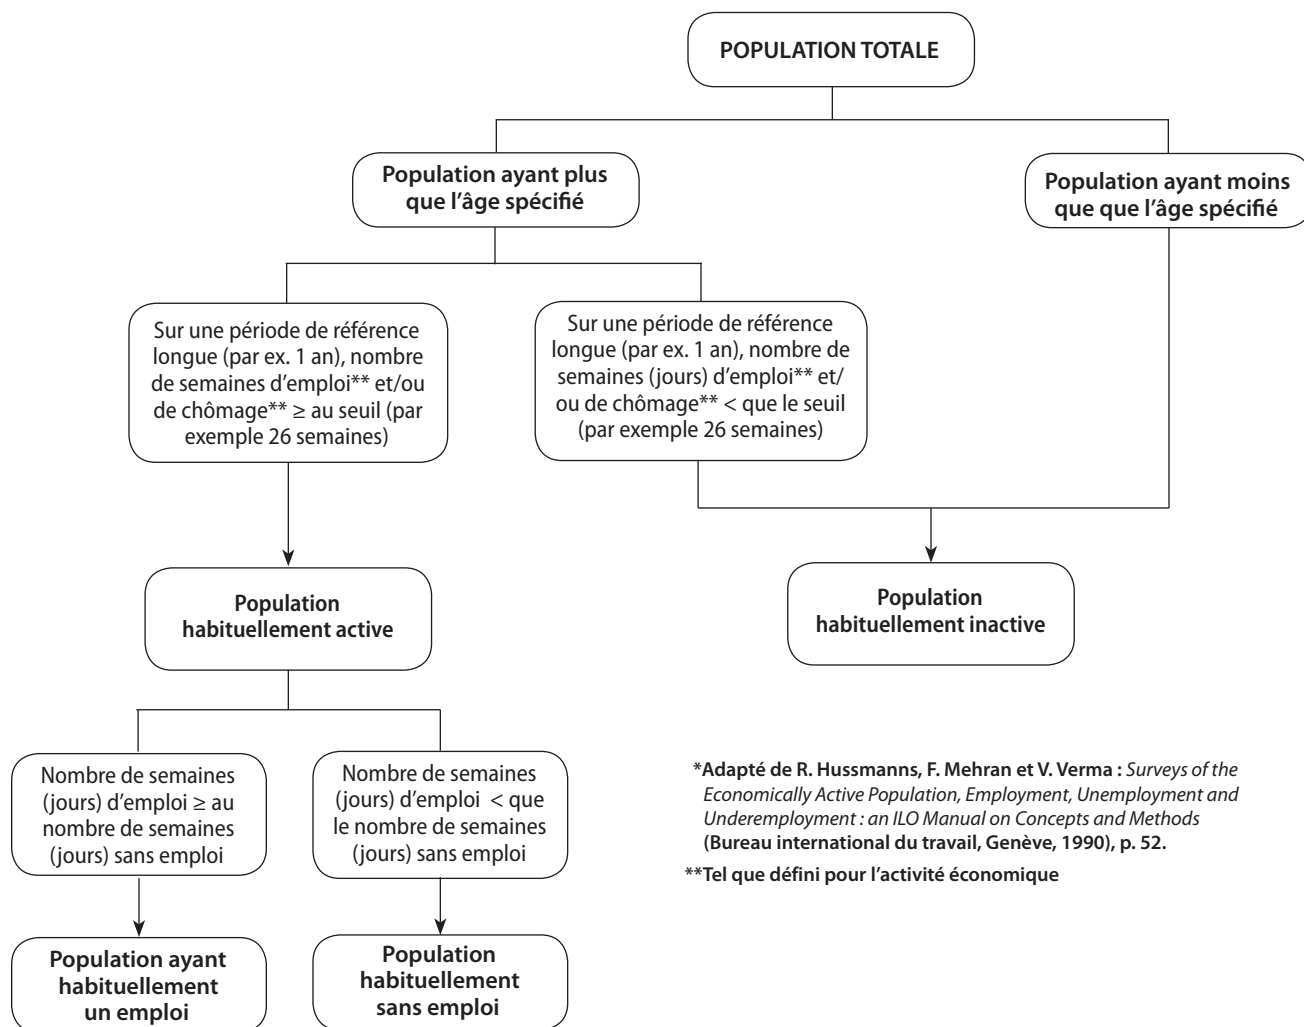 POPULATION TOTALE
Population ayant plus
que l'âge spécifié
Population ayant moins
que que l'âge spécifié
Sur une période de référence
longue (par ex. 1 an), nombre
de semaines d'emploi** et/ou
de chômage** ≥ au seuil (par
exemple 26 semaines)
Sur une période de référence
longue (par ex. 1 an), nombre de
semaines (jours) d'emploi** et/
ou de chômage** < que le seuil
(par exemple 26 semaines)
Population
habituellement active
Population
habituellement inactive
Nombre de semaines
(jours) d'emploi ≥ au
nombre de semaines
(jours) sans emploi
Nombre de semaines
(jours) d'emploi < que
le nombre de semaines
(jours) sans emploi
Population ayant
habituellement
un emploi
Population
habituellement
sans emploi
*Adapté de R. Hussmanns, F. Mehran et V. Verma : Surveys of the
Economically Active Population, Employment, Unemployment and
Underemployment : an ILO Manual on Concepts and Methods
(Bureau international du travail, Genève, 1990), p. 52.
**Tel que défini pour l'activité économique